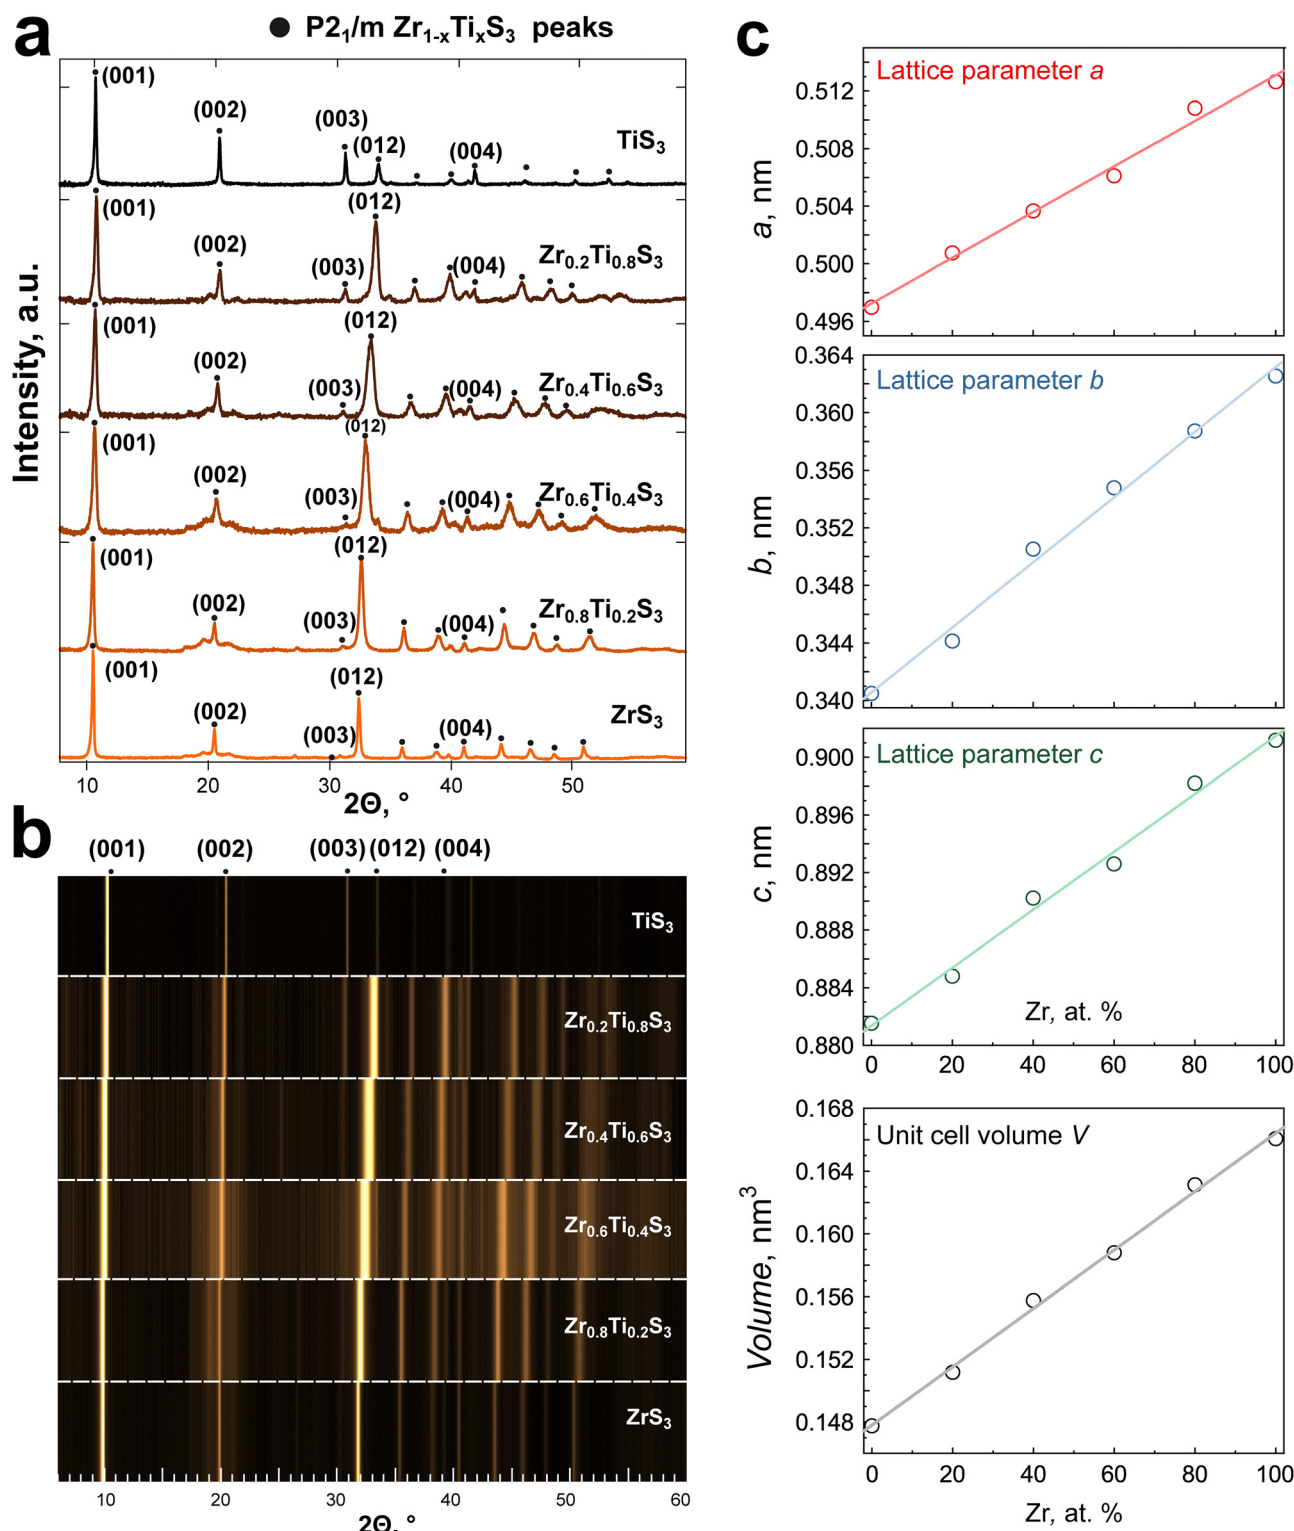 a
● P2₁/m Zr₁₋ₓTiₓS₃ peaks
Intensity, a.u.
(001)
(002)
(003)
(012)
(004)
TiS₃
(001)
(002)
(003)
(012)
(004)
Zr₀.₂Ti₀.₈S₃
(001)
(002)
(003)
(012)
(004)
Zr₀.₄Ti₀.₆S₃
(001)
(002)
(003)
(012)
(004)
Zr₀.₆Ti₀.₄S₃
(001)
(002)
(003)
(012)
(004)
Zr₀.₈Ti₀.₂S₃
(001)
(002)
(003)
(012)
(004)
ZrS₃
10 20 30 40 50
2Θ, °
b
(001) (002) (003) (012) (004)
TiS₃
Zr₀.₂Ti₀.₈S₃
Zr₀.₄Ti₀.₆S₃
Zr₀.₆Ti₀.₄S₃
Zr₀.₈Ti₀.₂S₃
ZrS₃
10 20 30 40 50 60
2Θ, °
c
Lattice parameter a
a, nm
0.512
0.508
0.504
0.500
0.496
Lattice parameter b
b, nm
0.364
0.360
0.356
0.352
0.348
0.344
0.340
Lattice parameter c
c, nm
0.900
0.896
0.892
0.888
0.884
0.880
Zr, at. %
0 20 40 60 80 100
Unit cell volume V
Volume, nm³
0.168
0.164
0.160
0.156
0.152
0.148
0 20 40 60 80 100
Zr, at. %